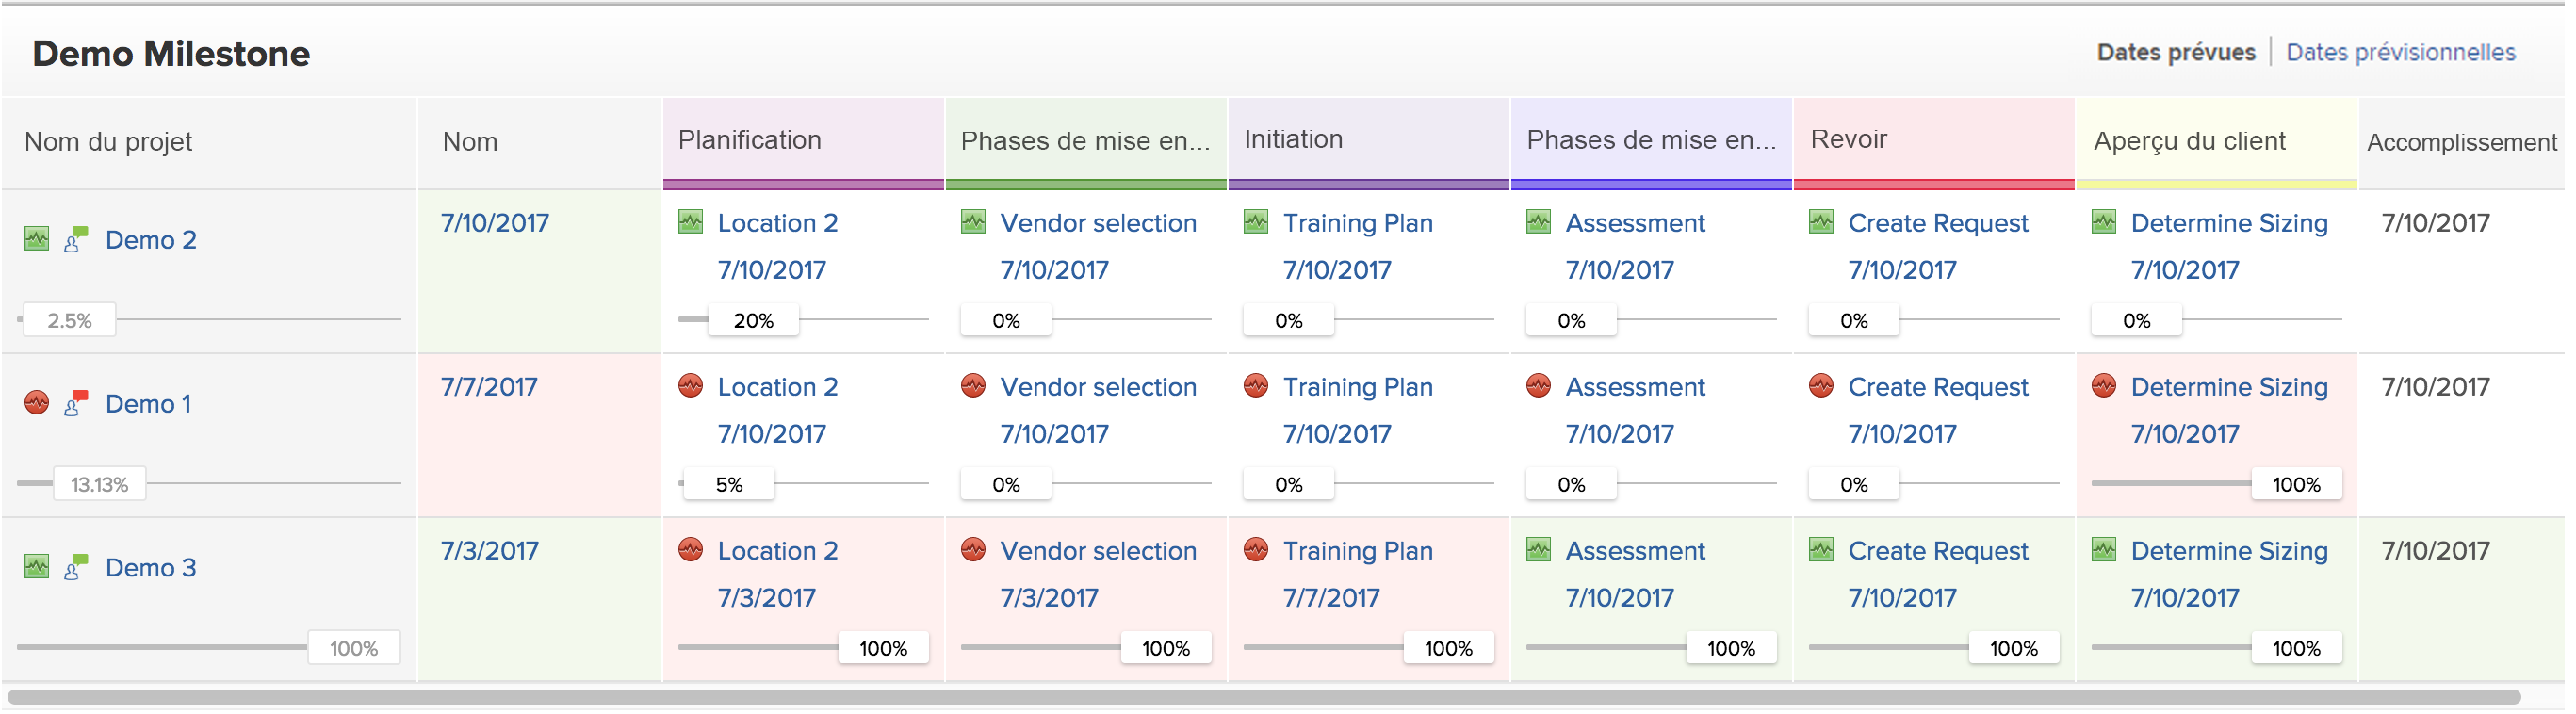 Demo Milestone
Dates prévues | Dates prévisionnelles
Nom du projet Nom Planification Phases de mise en... Initiation Phases de mise en... Revoir Aperçu du client Accomplissement
Demo 2 7/10/2017 Location 2 Vendor selection Training Plan Assessment Create Request Determine Sizing 7/10/2017
7/10/2017 7/10/2017 7/10/2017 7/10/2017 7/10/2017 7/10/2017
2.5% 20% 0% 0% 0% 0% 0%
Demo 1 7/7/2017 Location 2 Vendor selection Training Plan Assessment Create Request Determine Sizing 7/10/2017
7/10/2017 7/10/2017 7/10/2017 7/10/2017 7/10/2017 7/10/2017
13.13% 5% 0% 0% 0% 0% 100%
Demo 3 7/3/2017 Location 2 Vendor selection Training Plan Assessment Create Request Determine Sizing 7/10/2017
7/3/2017 7/3/2017 7/7/2017 7/10/2017 7/10/2017 7/10/2017
100% 100% 100% 100% 100% 100% 100%